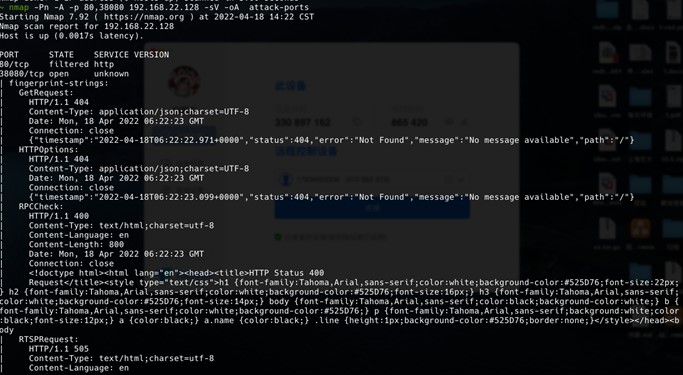 ~ nmap -Pn -A -p 80,38080 192.168.22.128 -sV -oA  attack-ports
Starting Nmap 7.92 ( https://nmap.org ) at 2022-04-18 14:22 CST
Nmap scan report for 192.168.22.128
Host is up (0.0017s latency).
PORT      STATE    SERVICE VERSION
80/tcp    filtered http
38080/tcp open     unknown
| fingerprint-strings:
|   GetRequest:
|     HTTP/1.1 404
|     Content-Type: application/json;charset=UTF-8
|     Date: Mon, 18 Apr 2022 06:22:23 GMT
|     Connection: close
|     {"timestamp":"2022-04-18T06:22:22.971+0000","status":404,"error":"Not Found","message":"No message available","path":"/"}
|   HTTPOptions:
|     HTTP/1.1 404
|     Content-Type: application/json;charset=UTF-8
|     Date: Mon, 18 Apr 2022 06:22:23 GMT
|     Connection: close
|     {"timestamp":"2022-04-18T06:22:23.099+0000","status":404,"error":"Not Found","message":"No message available","path":"/"}
|   RPCCheck:
|     HTTP/1.1 400
|     Content-Type: text/html;charset=utf-8
|     Content-Language: en
|     Content-Length: 800
|     Date: Mon, 18 Apr 2022 06:22:23 GMT
|     Connection: close
|     <!doctype html><html lang="en"><head><title>HTTP Status 400
|     Request</title><style type="text/css">h1 {font-family:Tahoma,Arial,sans-serif;color:white;background-color:#525D76;font-size:22px;
} h2 {font-family:Tahoma,Arial,sans-serif;color:white;background-color:#525D76;font-size:16px;} h3 {font-family:Tahoma,Arial,sans-serif;
color:white;background-color:#525D76;font-size:14px;} body {font-family:Tahoma,Arial,sans-serif;color:black;background-color:white;} b {
font-family:Tahoma,Arial,sans-serif;color:white;background-color:#525D76;} p {font-family:Tahoma,Arial,sans-serif;background:white;color
:black;font-size:12px;} a {color:black;} a.name {color:black;} .line {height:1px;background-color:#525D76;border:none;}</style></head><b
ody
|   RTSPRequest:
|     HTTP/1.1 505
|     Content-Type: text/html;charset=utf-8
|     Content-Language: en